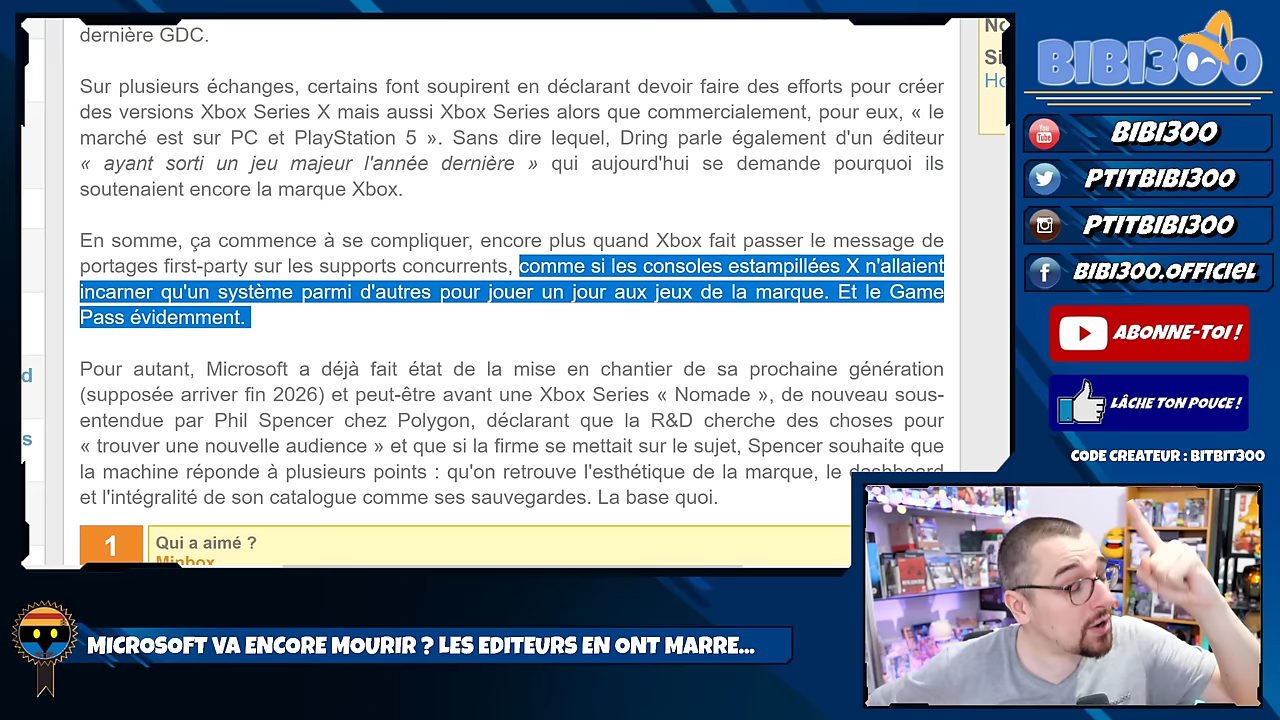 dernière GDC.
Sur plusieurs échanges, certains font soupirent en déclarant devoir faire des efforts pour créer
des versions Xbox Series X mais aussi Xbox Series alors que commercialement, pour eux, « le
marché est sur PC et PlayStation 5 ». Sans dire lequel, Dring parle également d'un éditeur
« ayant sorti un jeu majeur l'année dernière » qui aujourd'hui se demande pourquoi ils
soutenaient encore la marque Xbox.
En somme, ça commence à se compliquer, encore plus quand Xbox fait passer le message de
portages first-party sur les supports concurrents, comme si les consoles estampillées X n'allaient
incarner qu'un système parmi d'autres pour jouer un jour aux jeux de la marque. Et le Game
Pass évidemment.
Pour autant, Microsoft a déjà fait état de la mise en chantier de sa prochaine génération
(supposée arriver fin 2026) et peut-être avant une Xbox Series « Nomade », de nouveau sous-
entendue par Phil Spencer chez Polygon, déclarant que la R&D cherche des choses pour
« trouver une nouvelle audience » et que si la firme se mettait sur le sujet, Spencer souhaite que
la machine réponde à plusieurs points : qu'on retrouve l'esthétique de la marque, le dashboard
et l'intégralité de son catalogue comme ses sauvegardes. La base quoi.
1
Qui a aimé ?
Minbox
d
s
No
Si
Ho
BIBI300
You Tube
BIBI300
PTITBIBI300
PTITBIBI300
f
BIBI300.OFFICIEL
ABONNE-TOI !
LÂCHE TON POUCE !
CODE CREATEUR : BITBIT300
MICROSOFT VA ENCORE MOURIR ? LES EDITEURS EN ONT MARRE...